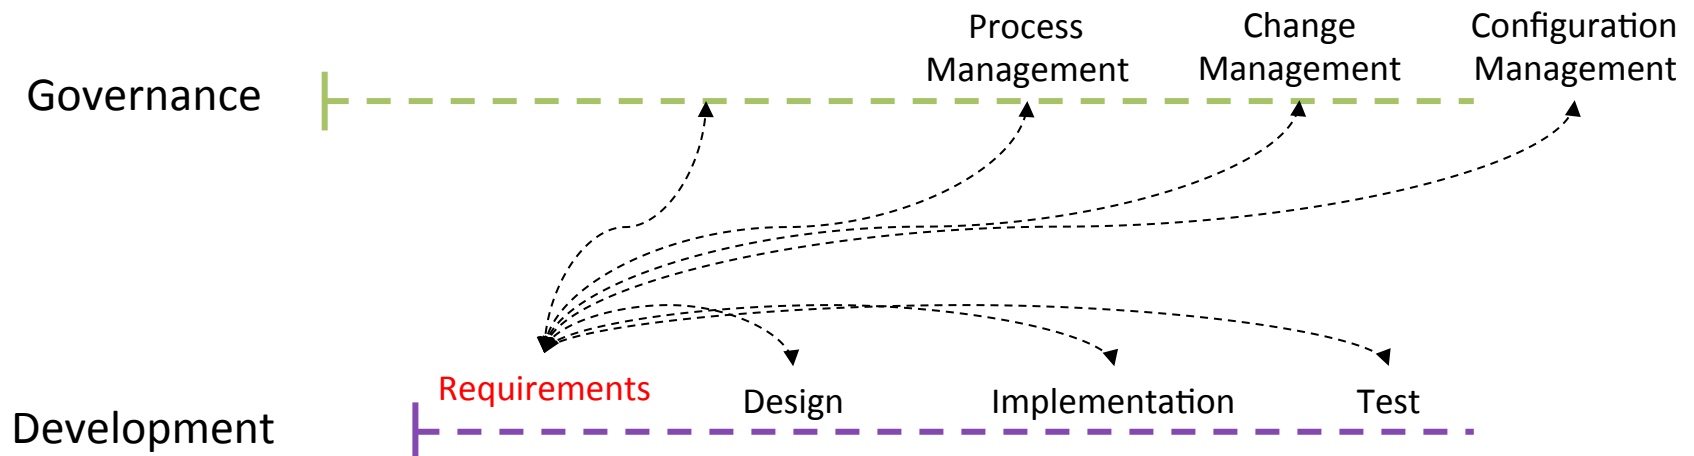 Process
Management
Change
Management
Configuration
Management
Governance
Requirements
Design
Implementation
Test
Development